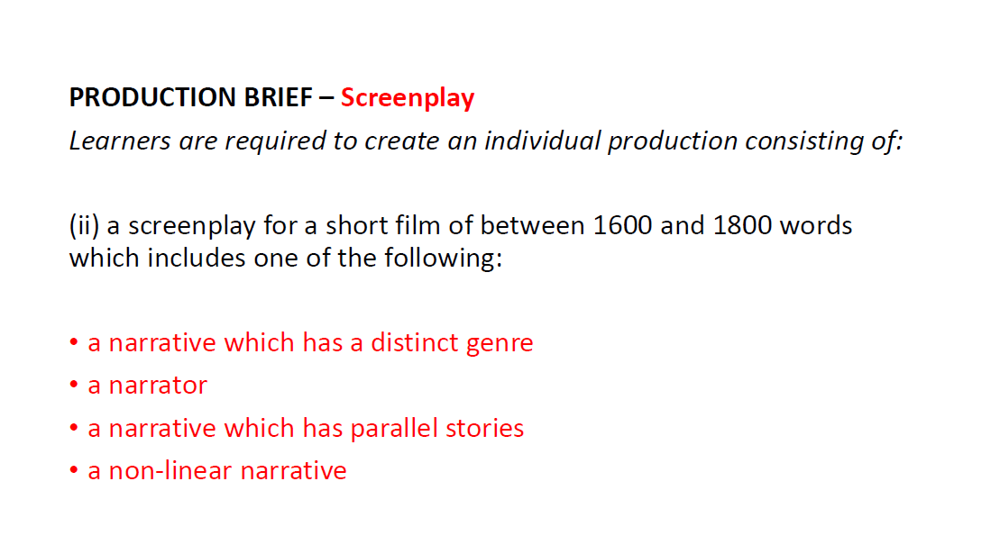 PRODUCTION BRIEF – Screenplay
Learners are required to create an individual production consisting of:
(ii) a screenplay for a short film of between 1600 and 1800 words
which includes one of the following:
• a narrative which has a distinct genre
• a narrator
• a narrative which has parallel stories
• a non-linear narrative